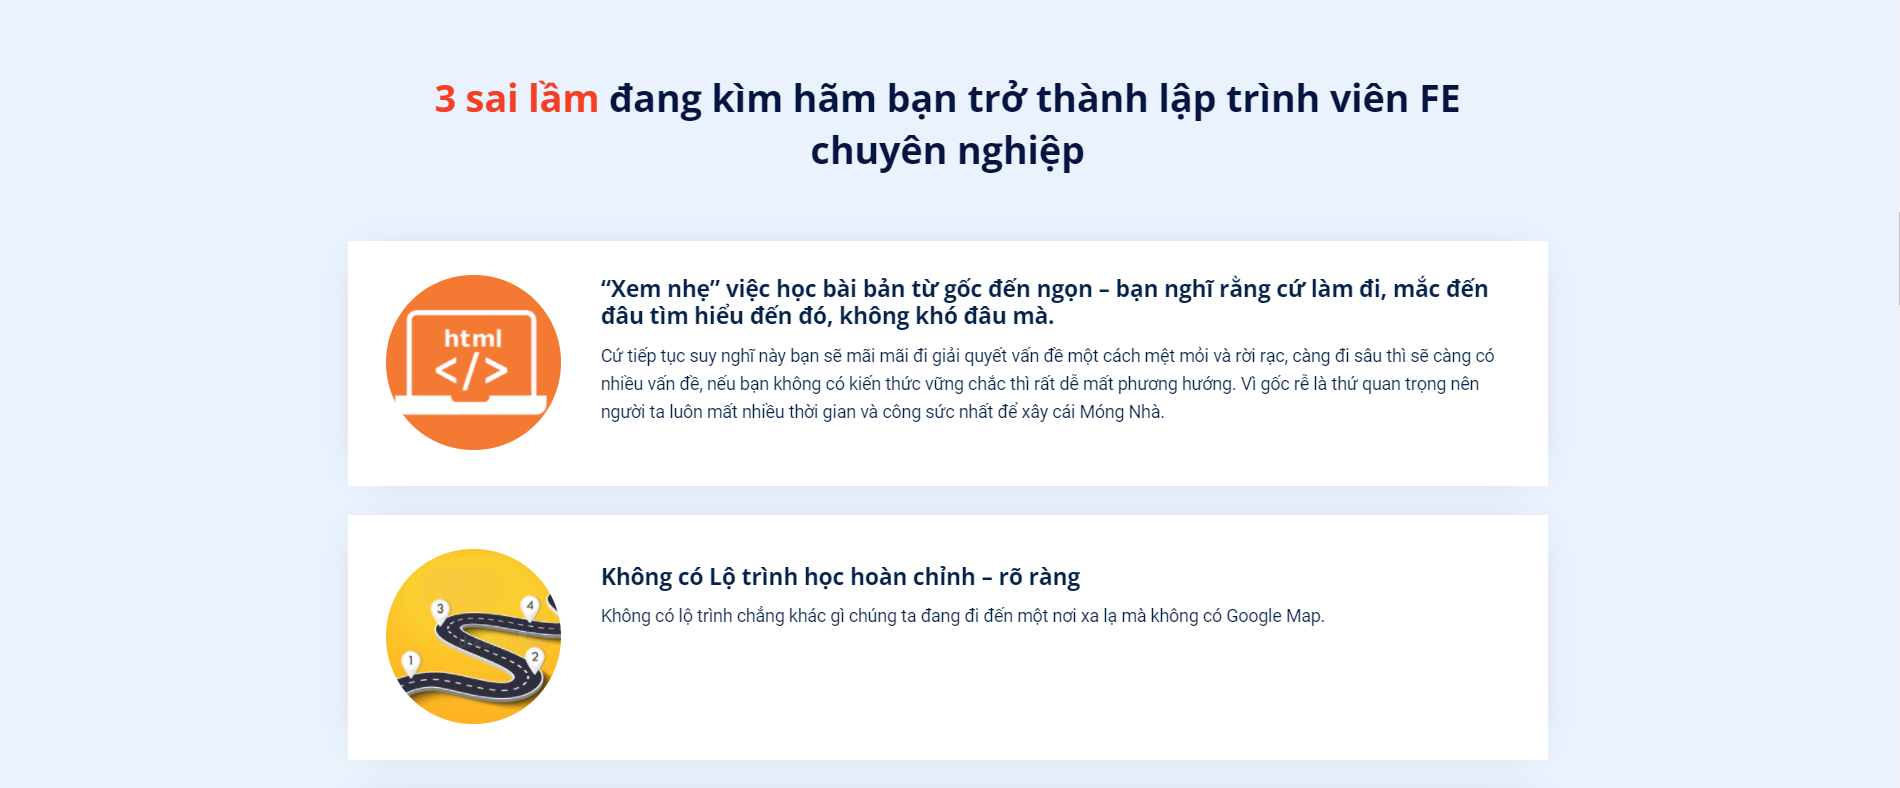 3 sai lầm đang kìm hãm bạn trở thành lập trình viên FE
chuyên nghiệp
html
</>
“Xem nhẹ” việc học bài bản từ gốc đến ngọn – bạn nghĩ rằng cứ làm đi, mắc đến
đâu tìm hiểu đến đó, không khó đâu mà.
Cứ tiếp tục suy nghĩ này bạn sẽ mãi mãi đi giải quyết vấn đề một cách mệt mỏi và rời rạc, càng đi sâu thì sẽ càng có
nhiều vấn đề, nếu bạn không có kiến thức vững chắc thì rất dễ mất phương hướng. Vì gốc rễ là thứ quan trọng nên
người ta luôn mất nhiều thời gian và công sức nhất để xây cái Móng Nhà.
3
4
1
2
Không có Lộ trình học hoàn chỉnh – rõ ràng
Không có lộ trình chẳng khác gì chúng ta đang đi đến một nơi xa lạ mà không có Google Map.